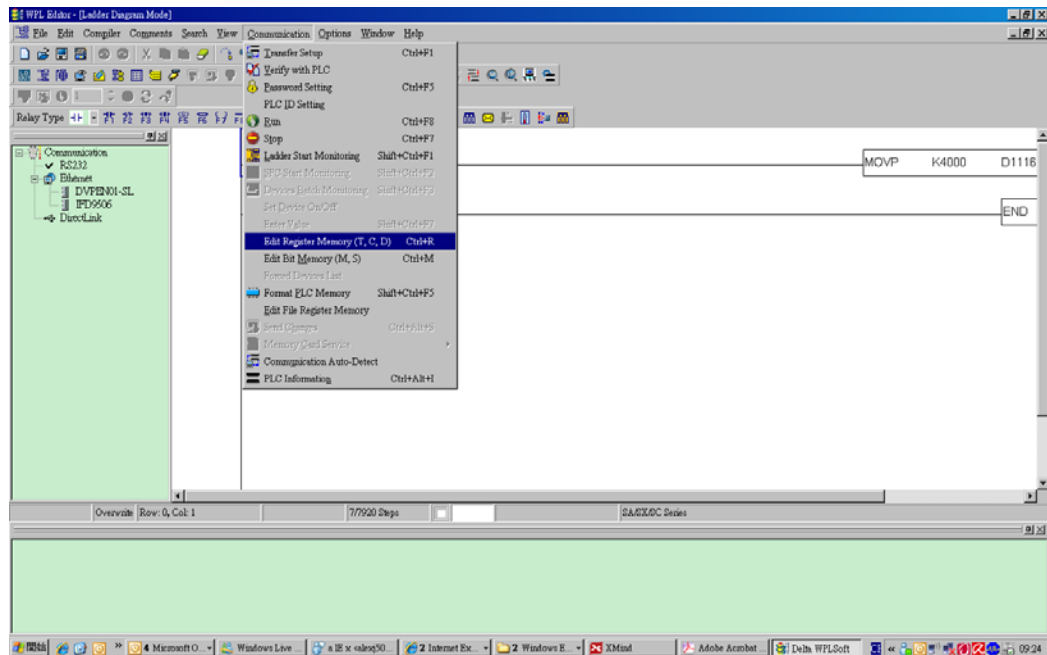 WPL Editor - [Ladder Diagram Mode]
File Edit Compiler Comments Search View Communication Options Window Help
Transfer Setup Ctrl+F1
Verify with PLC
Password Setting Ctrl+F5
PLC ID Setting
Run Ctrl+F8
Stop Ctrl+F7
Ladder Start Monitoring Shift+Ctrl+F1
SFC Start Monitoring Shift+Ctrl+F2
Devices Batch Monitoring Shift+Ctrl+F3
Set Device On/Off
Enter Value Shift+Ctrl+F7
Edit Register Memory (T, C, D) Ctrl+R
Edit Bit Memory (M, S) Ctrl+M
Forced Devices List
Format PLC Memory Shift+Ctrl+F5
Edit File Register Memory
Send Changes Ctrl+Alt+S
Memory Card Service
Communication Auto-Detect
PLC Information Ctrl+Alt+I
Relay Type
Communication
RS232
Ethernet
DVPEN01-SL
IFD9506
DirectLink
MOVP K4000 D1116
END
Overwrite Row: 0, Col: 1 7/7920 Steps SA/SX/SC Series
開始 4 Microsoft O... Windows Live ... 2 Internet Ex... 2 Windows E... XMind Adobe Acrobat ... Delta WPLSoft 09:24